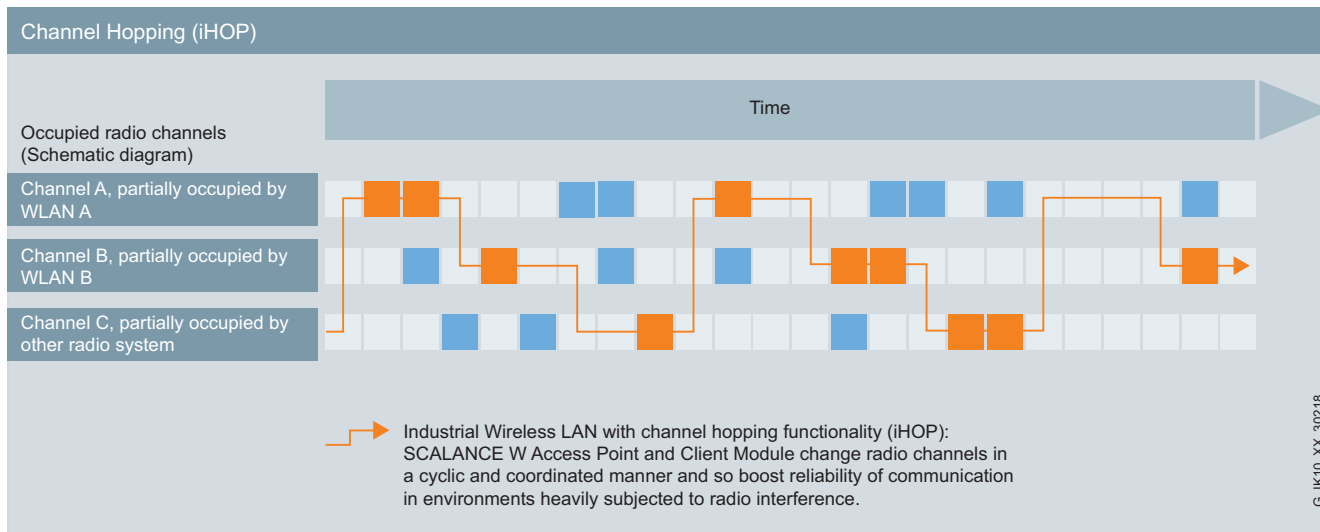 Channel Hopping (iHOP)
Time
Occupied radio channels
(Schematic diagram)
Channel A, partially occupied by
WLAN A
Channel B, partially occupied by
WLAN B
Channel C, partially occupied by
other radio system
Industrial Wireless LAN with channel hopping functionality (iHOP):
SCALANCE W Access Point and Client Module change radio channels in
a cyclic and coordinated manner and so boost reliability of communication
in environments heavily subjected to radio interference.
G_IK10_XX_30218